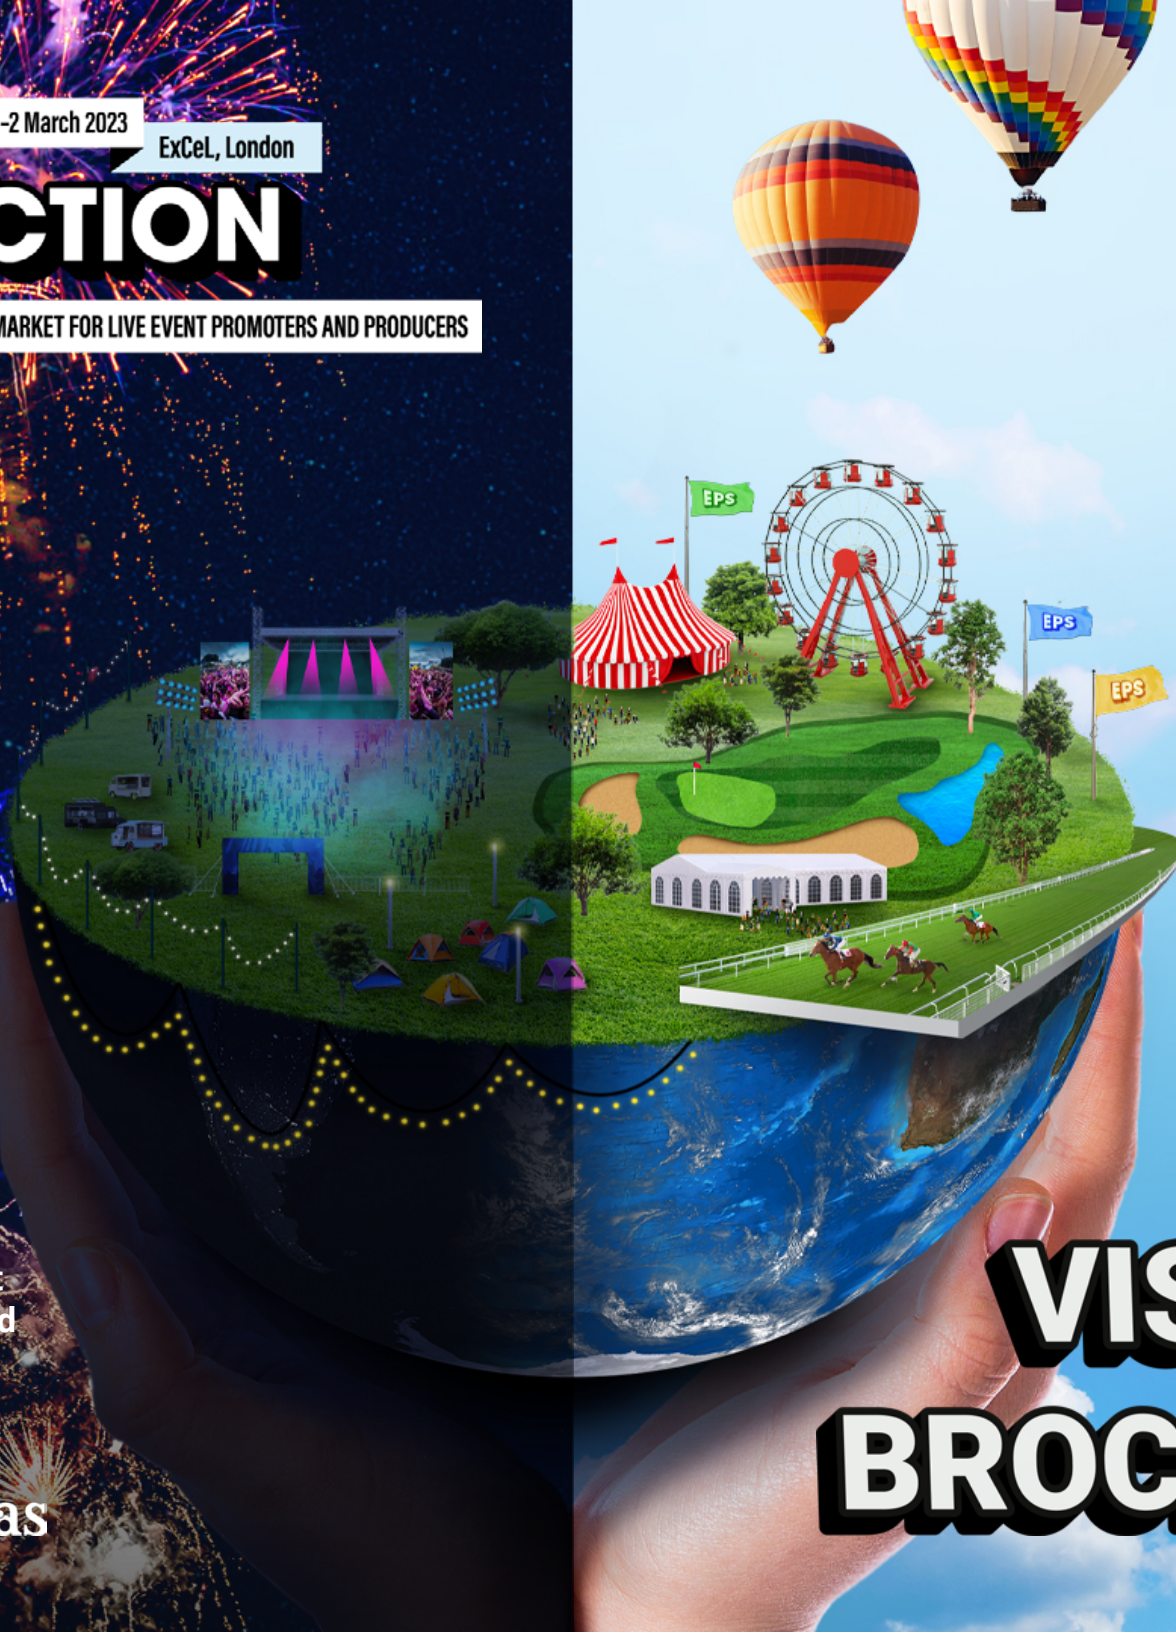 –2 March 2023
ExCeL, London
CTION
MARKET FOR LIVE EVENT PROMOTERS AND PRODUCERS
EPS
EPS
EPS
:
d
VIS
BROC
as